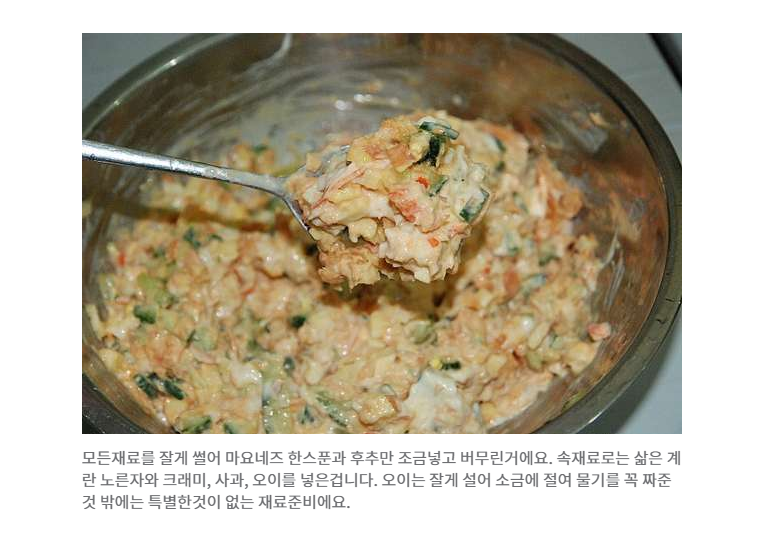 모든재료를 잘게 썰어 마요네즈 한스푼과 후추만 조금넣고 버무린거에요. 속재료로는 삶은 계
란 노른자와 크래미, 사과, 오이를 넣은겁니다. 오이는 잘게 설어 소금에 절여 물기를 꼭 짜준
것 밖에는 특별한것이 없는 재료준비에요.